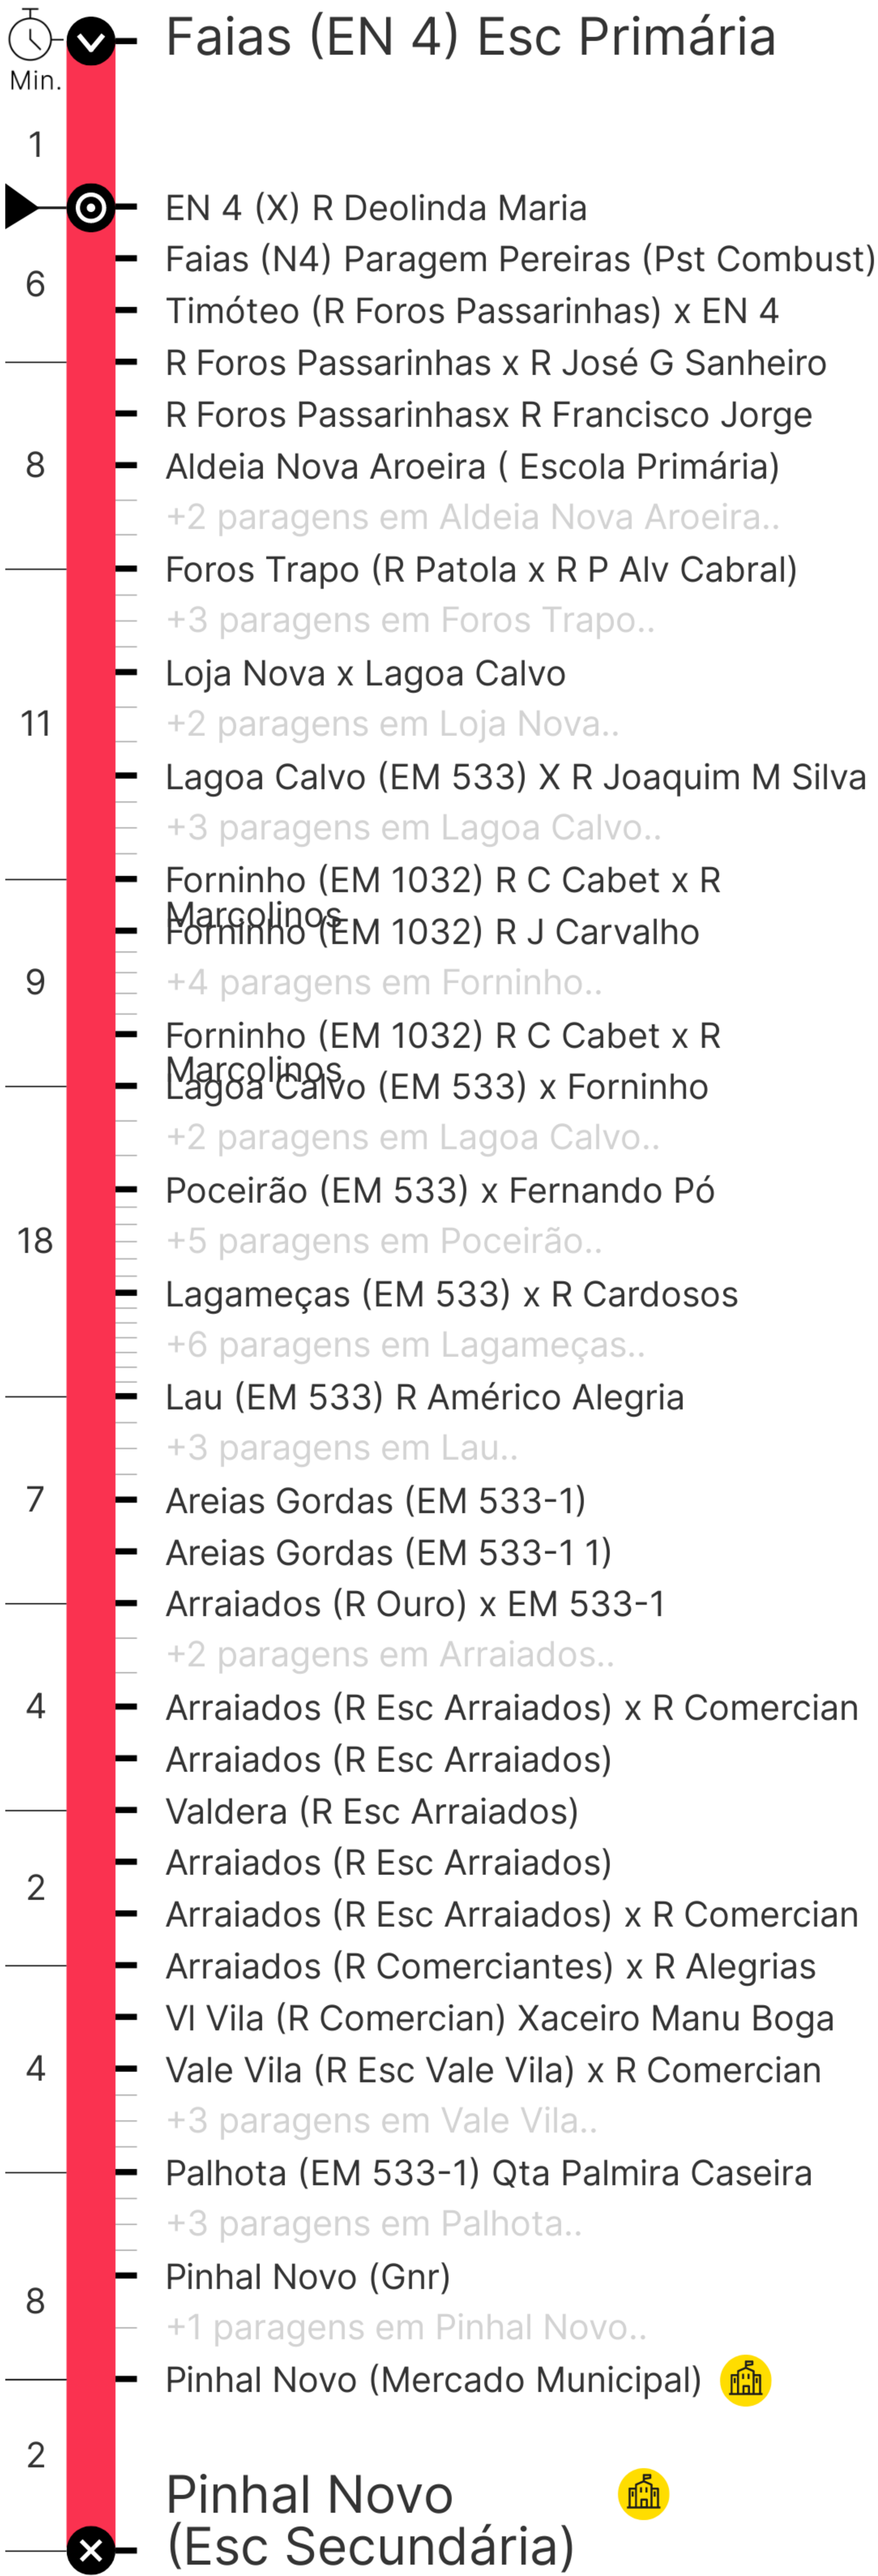 Faias (EN 4) Esc Primária
Min.
1
EN 4 (X) R Deolinda Maria
Faias (N4) Paragem Pereiras (Pst Combust)
6
Timóteo (R Foros Passarinhas) x EN 4
R Foros Passarinhas x R José G Sanheiro
R Foros Passarinhasx R Francisco Jorge
8
Aldeia Nova Aroeira ( Escola Primária)
+2 paragens em Aldeia Nova Aroeira..
Foros Trapo (R Patola x R P Alv Cabral)
+3 paragens em Foros Trapo..
Loja Nova x Lagoa Calvo
11
+2 paragens em Loja Nova..
Lagoa Calvo (EM 533) X R Joaquim M Silva
+3 paragens em Lagoa Calvo..
Forninho (EM 1032) R C Cabet x R
Marcolinos
Forninho (EM 1032) R J Carvalho
9
+4 paragens em Forninho..
Forninho (EM 1032) R C Cabet x R
Marcolinos
Lagoa Calvo (EM 533) x Forninho
+2 paragens em Lagoa Calvo..
Poceirão (EM 533) x Fernando Pó
18
+5 paragens em Poceirão..
Lagameças (EM 533) x R Cardosos
+6 paragens em Lagameças..
Lau (EM 533) R Américo Alegria
+3 paragens em Lau..
7
Areias Gordas (EM 533-1)
Areias Gordas (EM 533-1 1)
Arraiados (R Ouro) x EM 533-1
+2 paragens em Arraiados..
4
Arraiados (R Esc Arraiados) x R Comercian
Arraiados (R Esc Arraiados)
Valdera (R Esc Arraiados)
Arraiados (R Esc Arraiados)
2
Arraiados (R Esc Arraiados) x R Comercian
Arraiados (R Comerciantes) x R Alegrias
Vl Vila (R Comercian) Xaceiro Manu Boga
4
Vale Vila (R Esc Vale Vila) x R Comercian
+3 paragens em Vale Vila..
Palhota (EM 533-1) Qta Palmira Caseira
+3 paragens em Palhota..
Pinhal Novo (Gnr)
8
+1 paragens em Pinhal Novo..
Pinhal Novo (Mercado Municipal)
2
Pinhal Novo
(Esc Secundária)